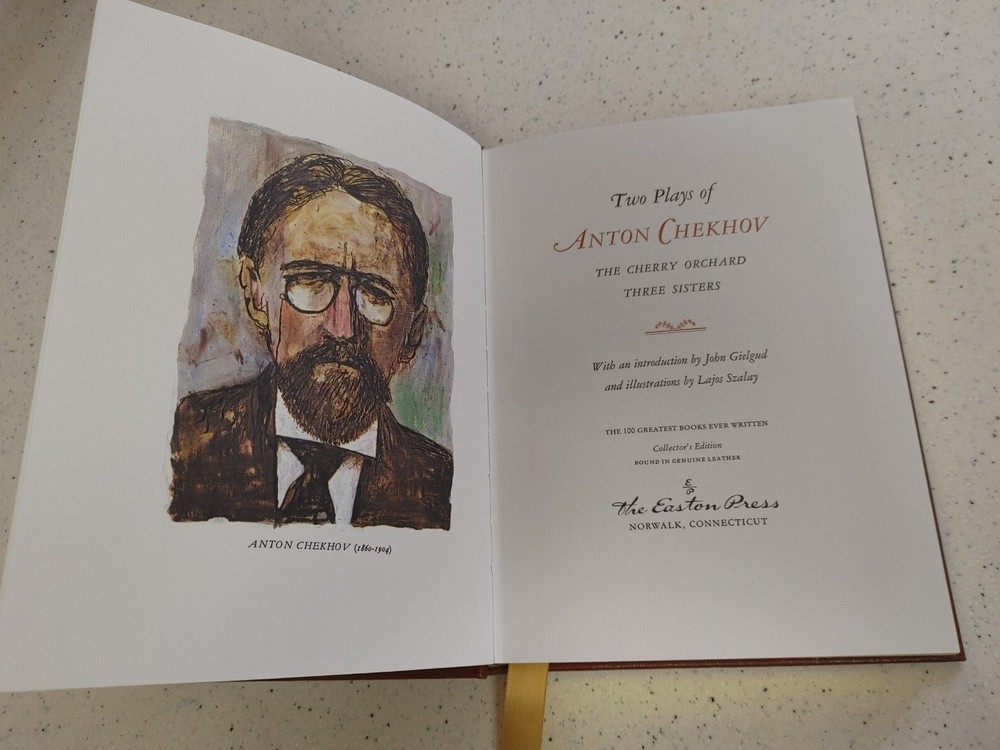 ANTON CHEKHOV (1860-1904)
Two Plays of
ANTON CHEKHOV
THE CHERRY ORCHARD
THREE SISTERS
With an introduction by John Gielgud
and illustrations by Lajos Szalay
THE 100 GREATEST BOOKS EVER WRITTEN
Collector's Edition
BOUND IN GENUINE LEATHER
The Easton Press
NORWALK, CONNECTICUT